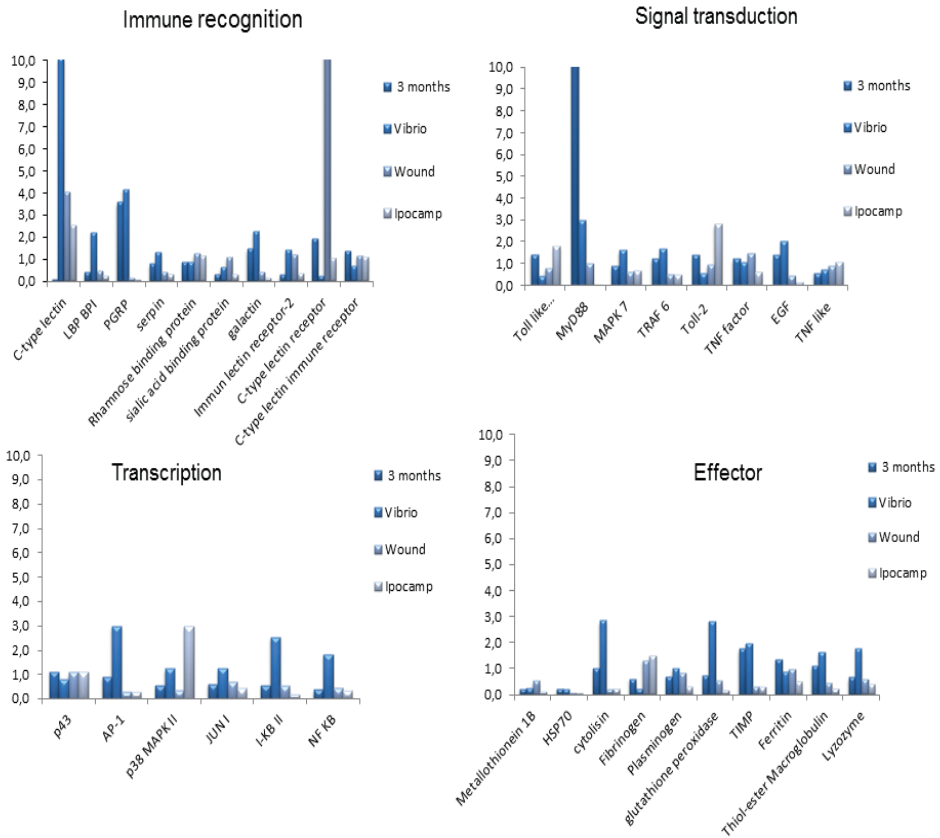 Immune recognition
10,0
9,0
8,0
7,0
6,0
5,0
4,0
3,0
2,0
1,0
0,0
C-type lectin
LBP BPI
PGRP
serpin
Rhamnose binding protein
sialic acid binding protein
galactin
Immun lectin receptor-2
C-type lectin receptor
C-type lectin immune receptor
3 months
Vibrio
Wound
Ipocamp
Signal transduction
10,0
9,0
8,0
7,0
6,0
5,0
4,0
3,0
2,0
1,0
0,0
Toll like...
MyD88
MAPK 7
TRAF 6
Toll-2
TNF factor
EGF
TNF like
3 months
Vibrio
Wound
Ipocamp
Transcription
10,0
9,0
8,0
7,0
6,0
5,0
4,0
3,0
2,0
1,0
0,0
p43
AP-1
p38 MAPK II
JUN I
I-KB II
NF KB
3 months
Vibrio
Wound
Ipocamp
Effector
10,0
9,0
8,0
7,0
6,0
5,0
4,0
3,0
2,0
1,0
0,0
Metallothionein 1B
HSP70
cytolisin
Fibrinogen
Plasminogen
glutathione peroxidase
TIMP
Ferritin
Thiol-ester Macroglobulin
Lyzozyme
3 months
Vibrio
Wound
Ipocamp